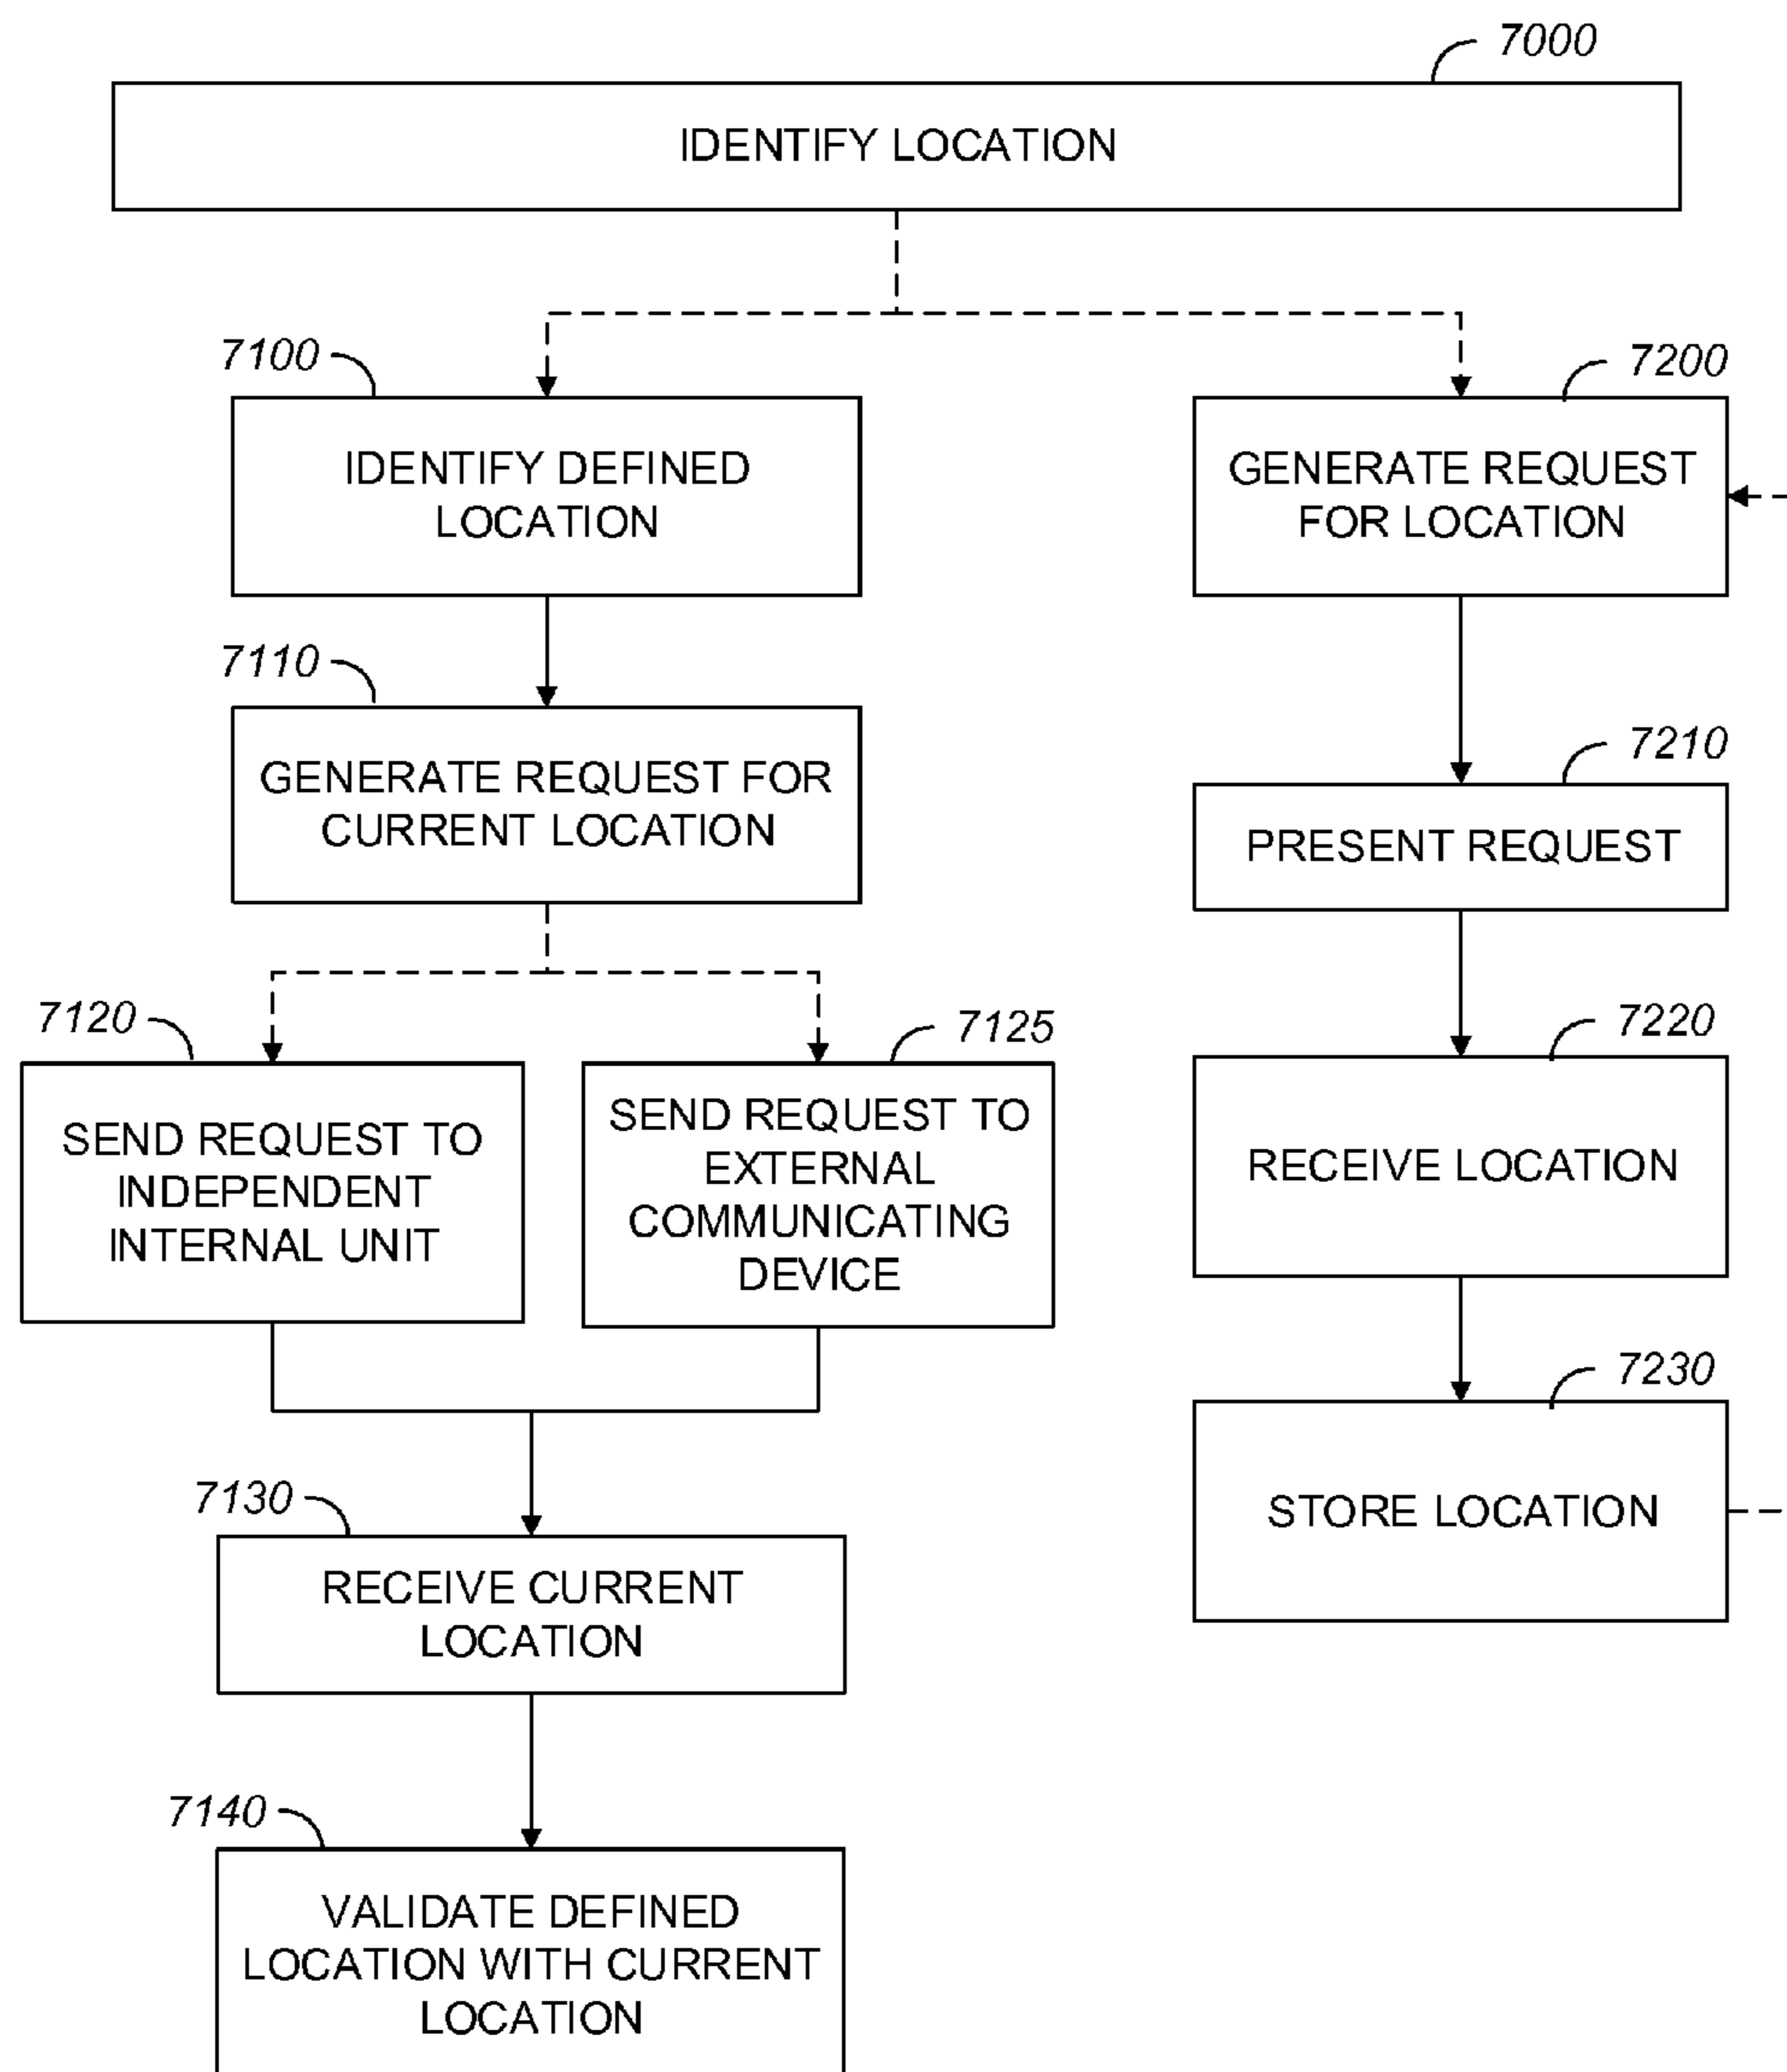 7000
IDENTIFY LOCATION
7100
IDENTIFY DEFINED
LOCATION
7110
GENERATE REQUEST FOR
CURRENT LOCATION
7120
SEND REQUEST TO
INDEPENDENT
INTERNAL UNIT
7125
SEND REQUEST TO
EXTERNAL
COMMUNICATING
DEVICE
7130
RECEIVE CURRENT
LOCATION
7140
VALIDATE DEFINED
LOCATION WITH CURRENT
LOCATION
7200
GENERATE REQUEST
FOR LOCATION
7210
PRESENT REQUEST
7220
RECEIVE LOCATION
7230
STORE LOCATION